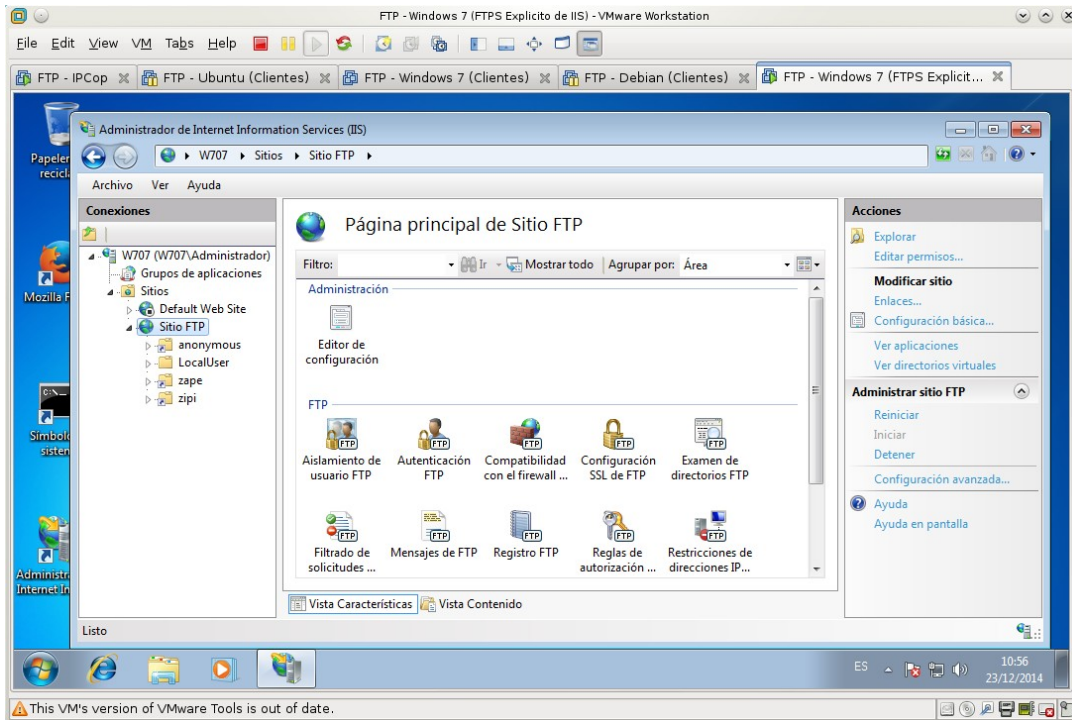 FTP - Windows 7 (FTPS Explicito de IIS) - VMware Workstation
File Edit View VM Tabs Help
FTP - IPCop
FTP - Ubuntu (Clientes)
FTP - Windows 7 (Clientes)
FTP - Debian (Clientes)
FTP - Windows 7 (FTPS Explicit...
Administrador de Internet Information Services (IIS)
W707 Sitios Sitio FTP
Archivo Ver Ayuda
Conexiones
W707 (W707\Administrador)
Grupos de aplicaciones
Sitios
Default Web Site
Sitio FTP
anonymous
LocalUser
zape
zipi
Página principal de Sitio FTP
Filtro: Ir Mostrar todo Agrupar por: Área
Administración
Editor de
configuración
FTP
Aislamiento de
usuario FTP
Autenticación
FTP
Compatibilidad
con el firewall ...
Configuración
SSL de FTP
Examen de
directorios FTP
Filtrado de
solicitudes ...
Mensajes de FTP
Registro FTP
Reglas de
autorización ...
Restricciones de
direcciones IP...
Vista Características Vista Contenido
Acciones
Explorar
Editar permisos...
Modificar sitio
Enlaces...
Configuración básica...
Ver aplicaciones
Ver directorios virtuales
Administrar sitio FTP
Reiniciar
Iniciar
Detener
Configuración avanzada...
Ayuda
Ayuda en pantalla
Listo
Papeler
recicl
Mozilla F
C:\
Simbolo
sisten
Administr
Internet In
ES
10:56
23/12/2014
This VM's version of VMware Tools is out of date.